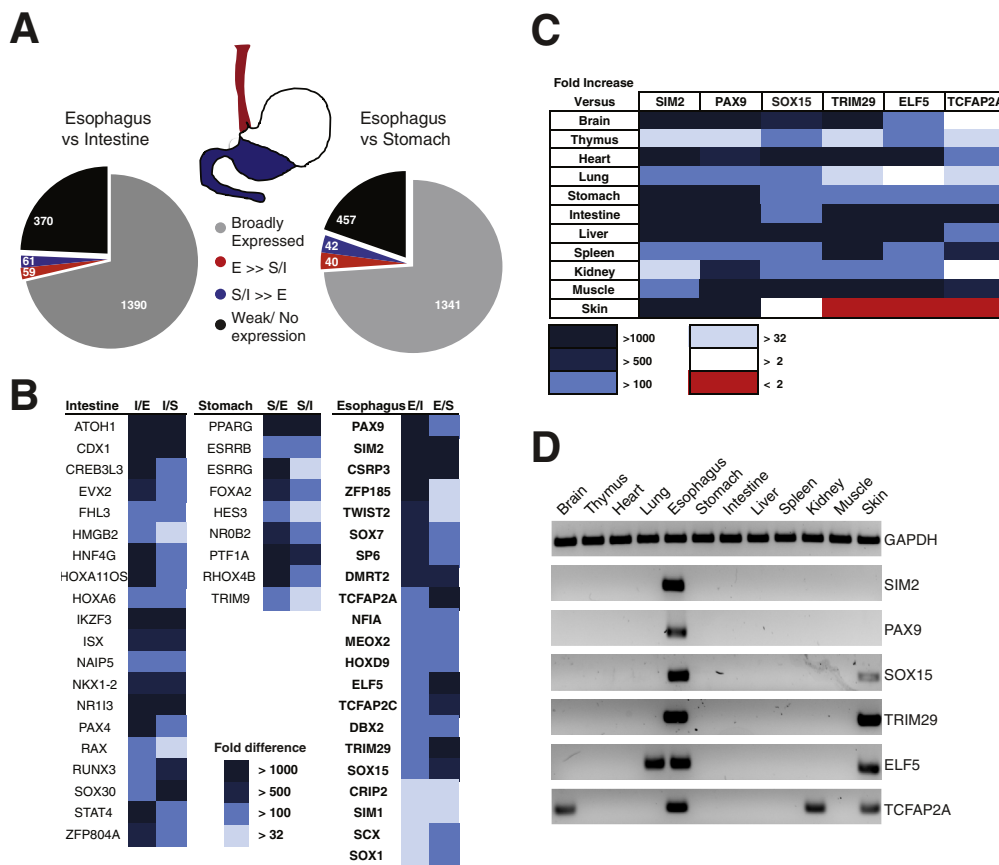 A
Esophagus
vs Intestine
370
61
59
1390
Esophagus
vs Stomach
457
42
40
1341
Broadly
Expressed
E >> S/I
S/I >> E
Weak/ No
expression
B
Intestine I/E I/S
ATOH1
CDX1
CREB3L3
EVX2
FHL3
HMGB2
HNF4G
HOXA11OS
HOXA6
IKZF3
ISX
NAIP5
NKX1-2
NR1I3
PAX4
RAX
RUNX3
SOX30
STAT4
ZFP804A
Stomach S/E S/I
PPARG
ESRRB
ESRRG
FOXA2
HES3
NR0B2
PTF1A
RHOX4B
TRIM9
Fold difference
> 1000
> 500
> 100
> 32
Esophagus E/I E/S
PAX9
SIM2
CSRP3
ZFP185
TWIST2
SOX7
SP6
DMRT2
TCFAP2A
NFIA
MEOX2
HOXD9
ELF5
TCFAP2C
DBX2
TRIM29
SOX15
CRIP2
SIM1
SCX
SOX1
C
Fold Increase
Versus SIM2 PAX9 SOX15 TRIM29 ELF5 TCFAP2A
Brain
Thymus
Heart
Lung
Stomach
Intestine
Liver
Spleen
Kidney
Muscle
Skin
>1000
> 500
> 100
> 32
> 2
< 2
D
Brain
Thymus
Heart
Lung
Esophagus
Stomach
Intestine
Liver
Spleen
Kidney
Muscle
Skin
GAPDH
SIM2
PAX9
SOX15
TRIM29
ELF5
TCFAP2A